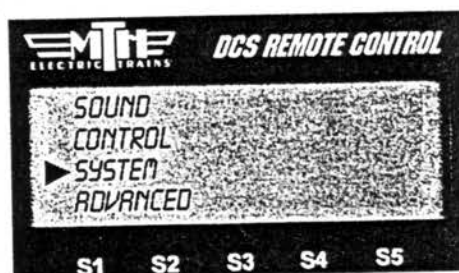 MTH
ELECTRIC TRAINS
DCS REMOTE CONTROL
SOUND
CONTROL
SYSTEM
ADVANCED
S1 S2 S3 S4 S5